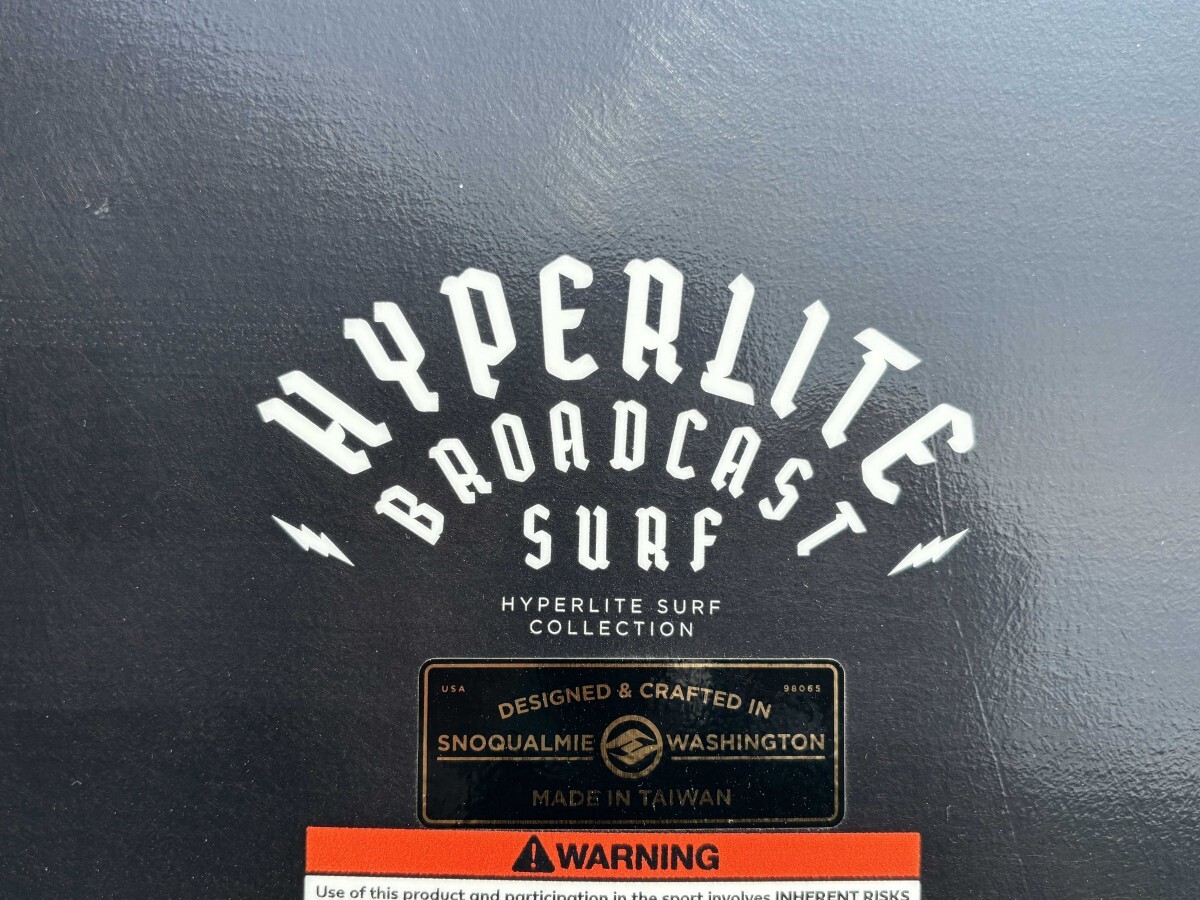 HYPERLITE
BROADCAST
SURF
HYPERLITE SURF
COLLECTION
USA
98065
DESIGNED & CRAFTED IN
SNOQUALMIE WASHINGTON
MADE IN TAIWAN
WARNING
Use of this product and participation in the sport involves INHERENT RISKS